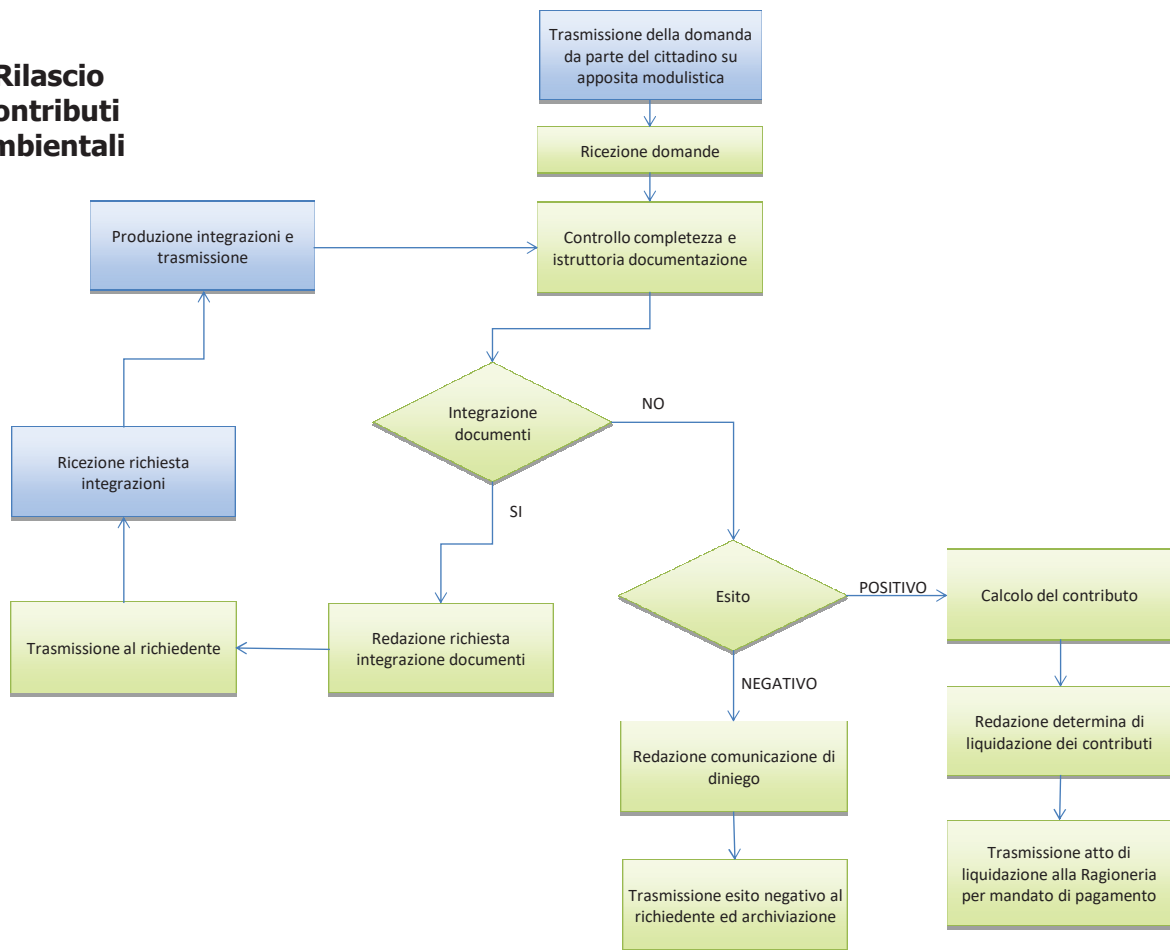 Rilascio
ontributi
mbientali
Trasmissione della domanda
da parte del cittadino su
apposita modulistica
Ricezione domande
Produzione integrazioni e
trasmissione
Controllo completezza e
istruttoria documentazione
Integrazione
documenti
NO
Ricezione richiesta
integrazioni
SI
Esito
POSITIVO
Calcolo del contributo
Trasmissione al richiedente
Redazione richiesta
integrazione documenti
NEGATIVO
Redazione comunicazione di
diniego
Redazione determina di
liquidazione dei contributi
Trasmissione esito negativo al
richiedente ed archiviazione
Trasmissione atto di
liquidazione alla Ragioneria
per mandato di pagamento